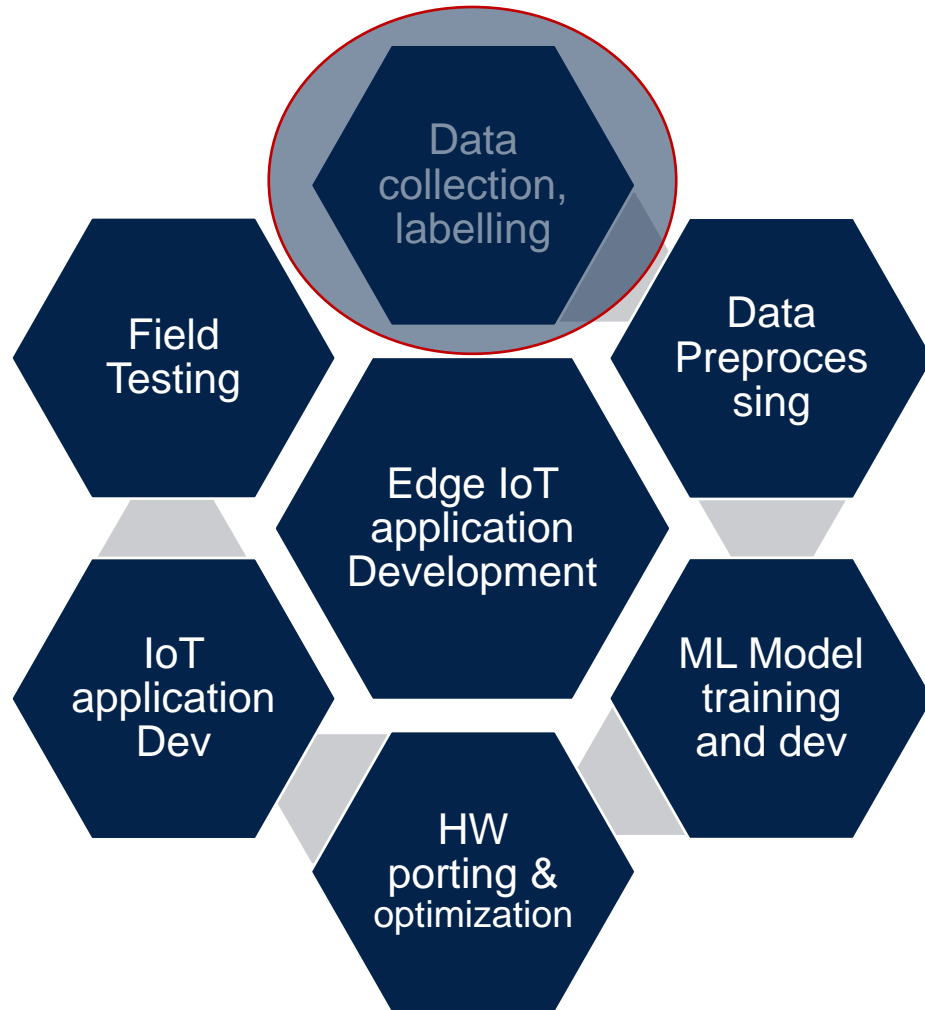 Data
collection,
labelling
Data
Preproces
sing
ML Model
training
and dev
HW
porting &
optimization
IoT
application
Dev
Field
Testing
Edge IoT
application
Development